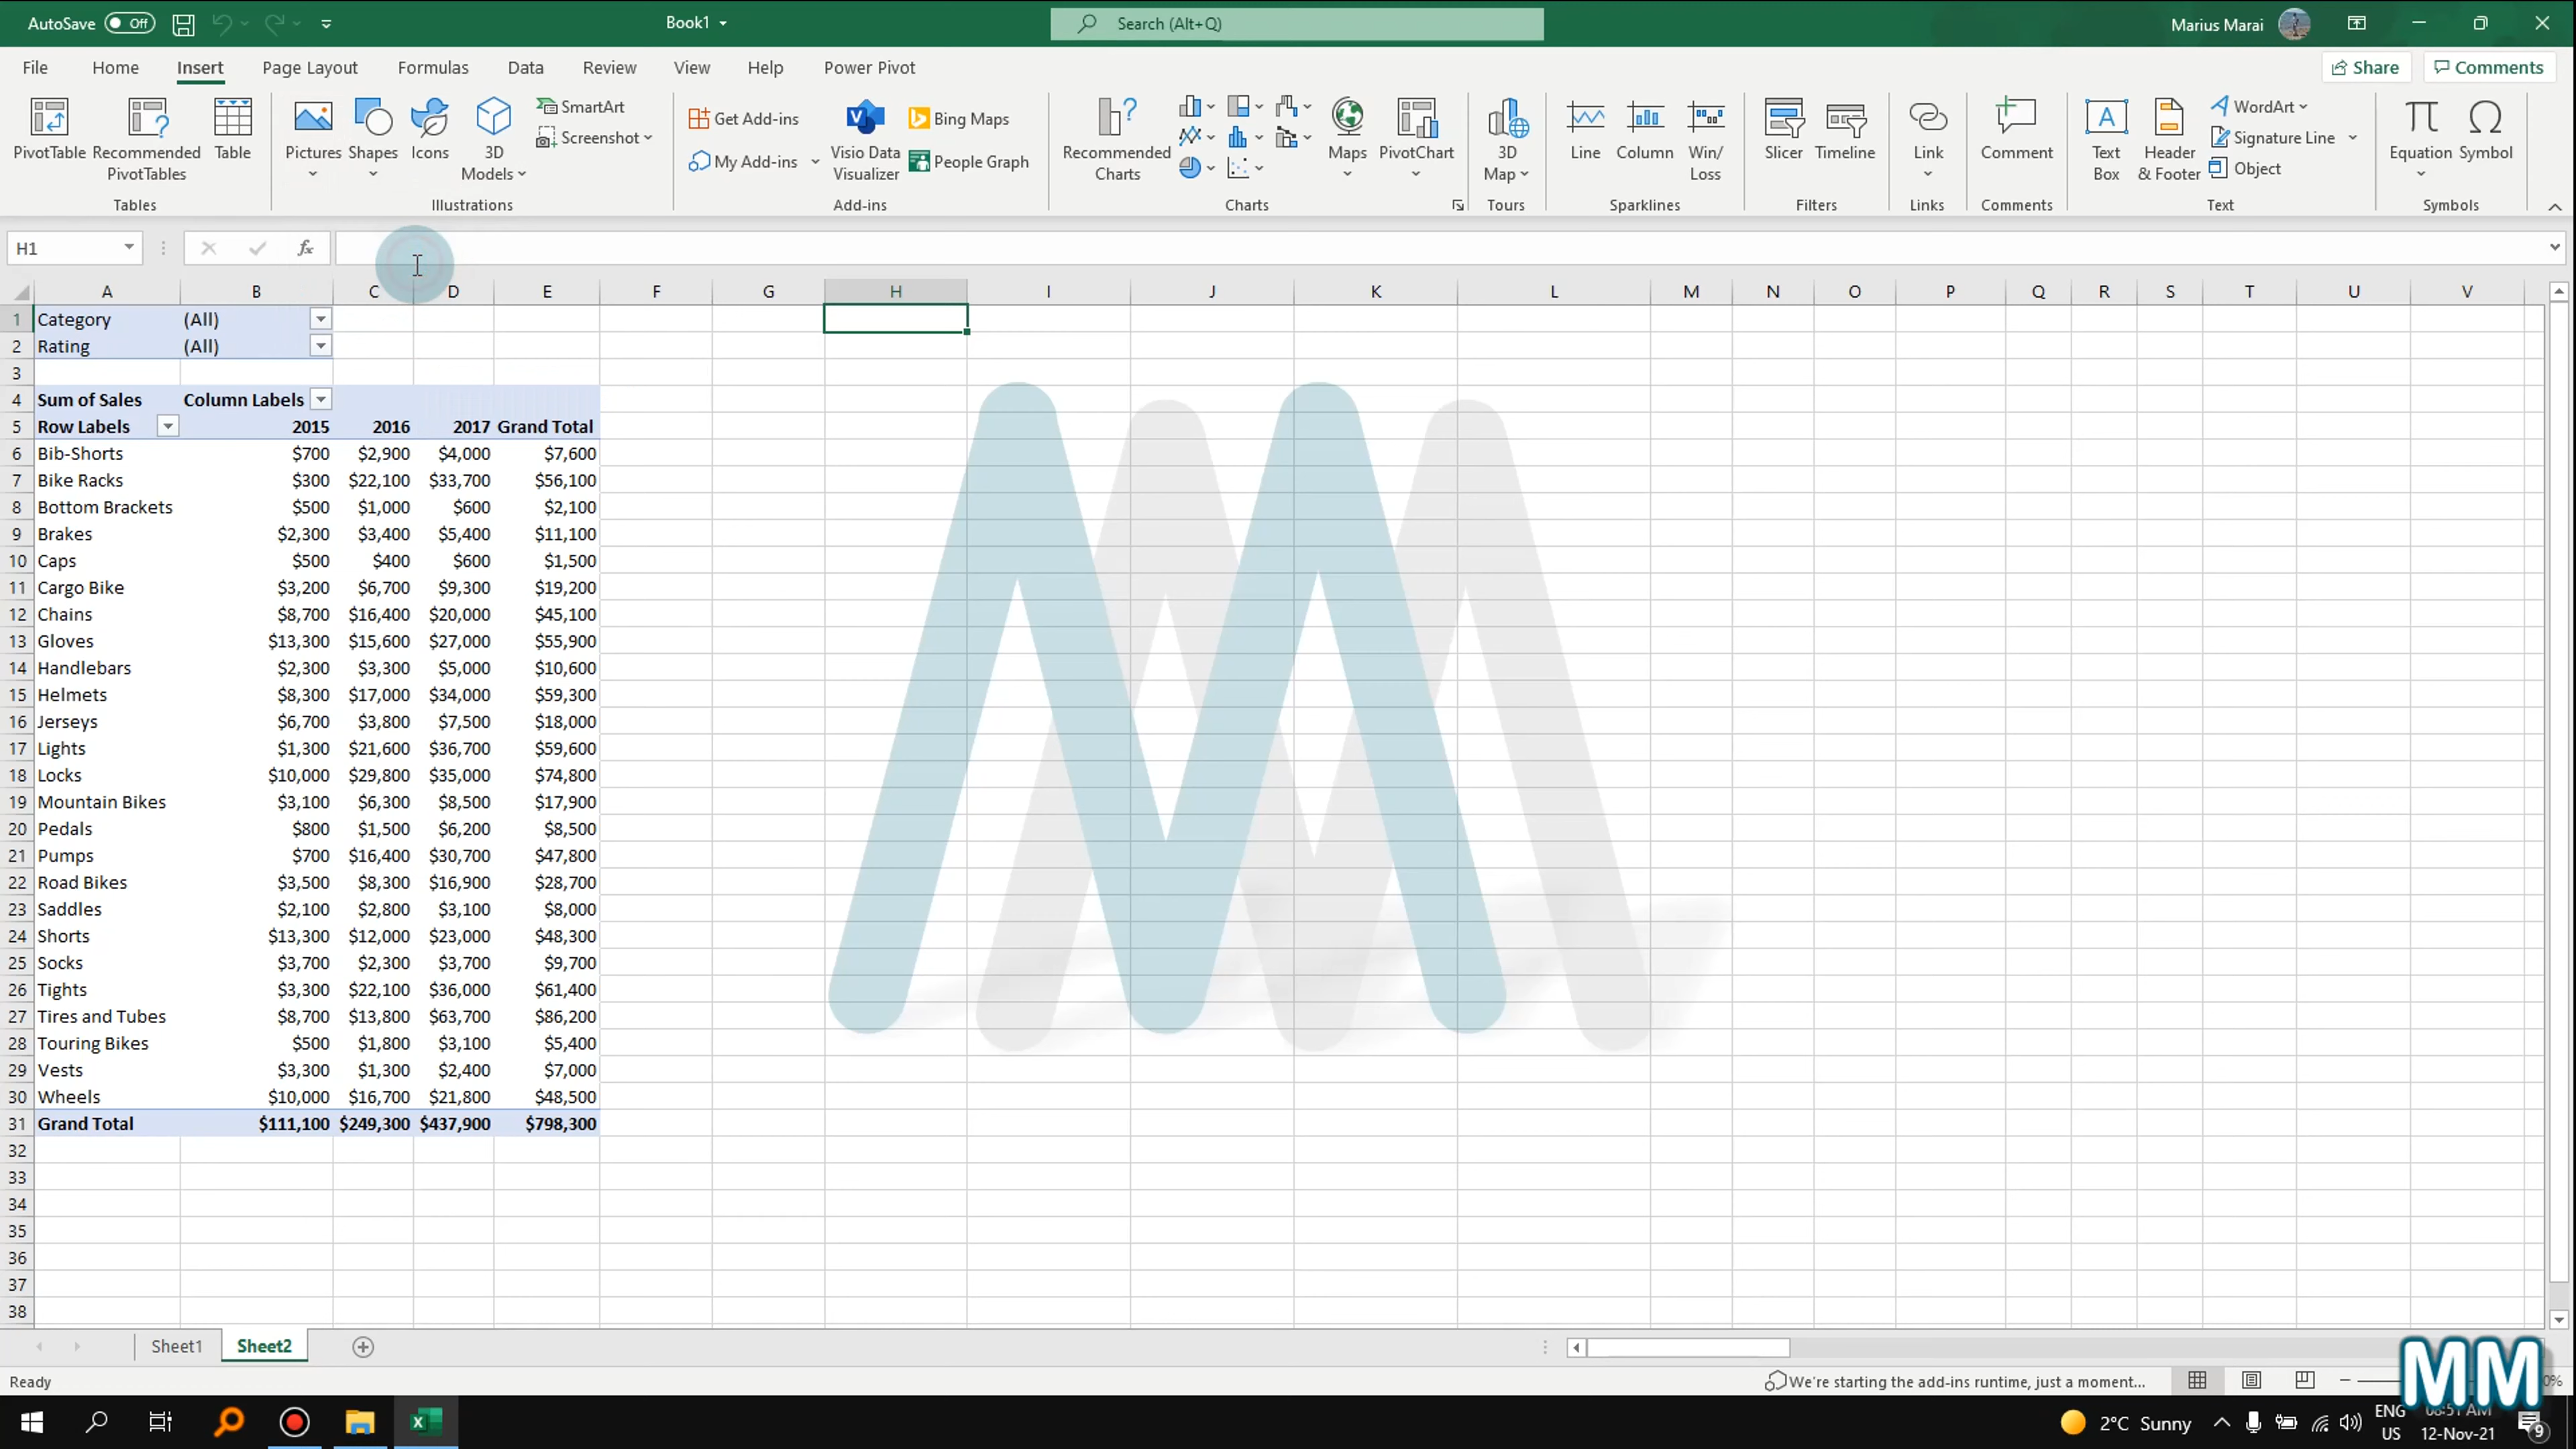 AutoSave Off Book1 Search (Alt+Q) Marius Marai
File Home Insert Page Layout Formulas Data Review View Help Power Pivot Share Comments
PivotTable Recommended PivotTables Table Pictures Shapes Icons 3D Models SmartArt Screenshot Get Add-ins My Add-ins Visio Data Visualizer Bing Maps People Graph Recommended Charts Maps PivotChart 3D Map Line Column Win/Loss Slicer Timeline Link Comment Text Box Header & Footer WordArt Signature Line Object Equation Symbol
Tables Illustrations Add-ins Charts Tours Sparklines Filters Links Comments Text Symbols
H1 fx
A B C D E F G H I J K L M N O P Q R S T U V
1 Category (All)
2 Rating (All)
3
4 Sum of Sales Column Labels
5 Row Labels 2015 2016 2017 Grand Total
6 Bib-Shorts $700 $2,900 $4,000 $7,600
7 Bike Racks $300 $22,100 $33,700 $56,100
8 Bottom Brackets $500 $1,000 $600 $2,100
9 Brakes $2,300 $3,400 $5,400 $11,100
10 Caps $500 $400 $600 $1,500
11 Cargo Bike $3,200 $6,700 $9,300 $19,200
12 Chains $8,700 $16,400 $20,000 $45,100
13 Gloves $13,300 $15,600 $27,000 $55,900
14 Handlebars $2,300 $3,300 $5,000 $10,600
15 Helmets $8,300 $17,000 $34,000 $59,300
16 Jerseys $6,700 $3,800 $7,500 $18,000
17 Lights $1,300 $21,600 $36,700 $59,600
18 Locks $10,000 $29,800 $35,000 $74,800
19 Mountain Bikes $3,100 $6,300 $8,500 $17,900
20 Pedals $800 $1,500 $6,200 $8,500
21 Pumps $700 $16,400 $30,700 $47,800
22 Road Bikes $3,500 $8,300 $16,900 $28,700
23 Saddles $2,100 $2,800 $3,100 $8,000
24 Shorts $13,300 $12,000 $23,000 $48,300
25 Socks $3,700 $2,300 $3,700 $9,700
26 Tights $3,300 $22,100 $36,000 $61,400
27 Tires and Tubes $8,700 $13,800 $63,700 $86,200
28 Touring Bikes $500 $1,800 $3,100 $5,400
29 Vests $3,300 $1,300 $2,400 $7,000
30 Wheels $10,000 $16,700 $21,800 $48,500
31 Grand Total $111,100 $249,300 $437,900 $798,300
32
33
34
35
36
37
38
Sheet1 Sheet2
Ready We're starting the add-ins runtime, just a moment...
MM
2°C Sunny ENG
US 12-Nov-21 9